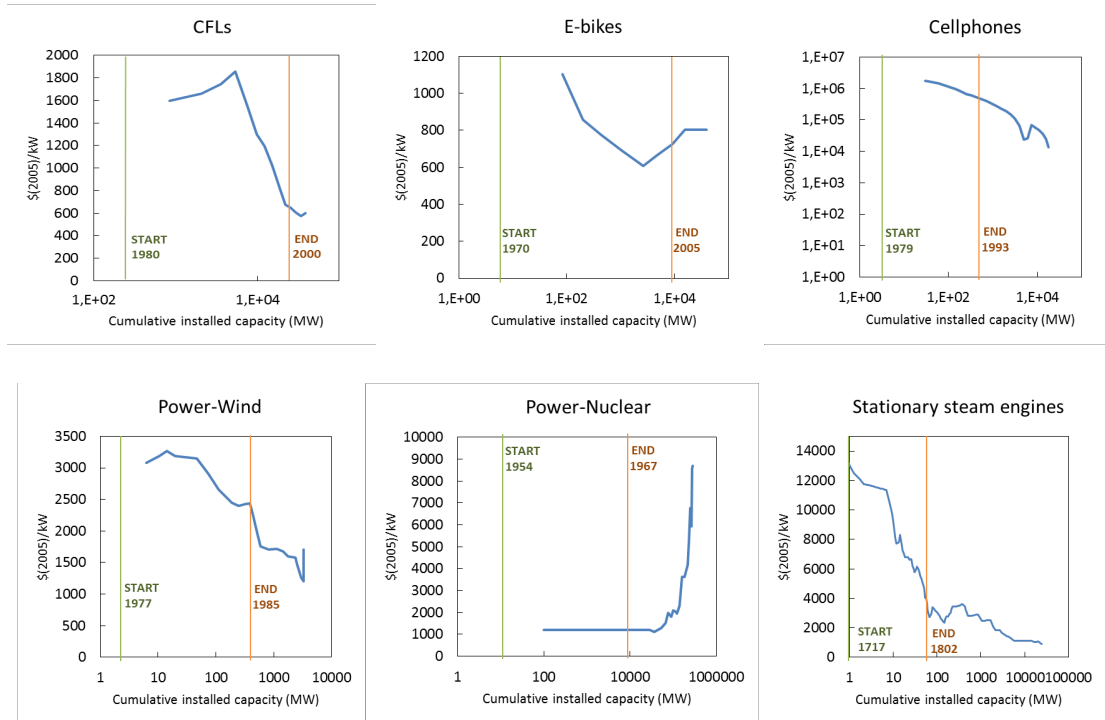 CFLs
2000
1800
1600
1400
1200
1000
800
600
400
200
0
$(2005)/kW
START
1980
END
2000
1,E+02
1,E+04
Cumulative installed capacity (MW)
E-bikes
1200
1000
800
600
400
200
0
$(2005)/kW
START
1970
END
2005
1,E+00
1,E+02
1,E+04
Cumulative installed capacity (MW)
Cellphones
1,E+07
1,E+06
1,E+05
1,E+04
1,E+03
1,E+02
1,E+01
1,E+00
$(2005)/kW
START
1979
END
1993
1,E+00
1,E+02
1,E+04
Cumulative installed capacity (MW)
Power-Wind
3500
3000
2500
2000
1500
1000
500
0
$(2005)/kW
START
1977
END
1985
1
10
100
1000
10000
Cumulative installed capacity (MW)
Power-Nuclear
10000
9000
8000
7000
6000
5000
4000
3000
2000
1000
0
$(2005)/kW
START
1954
END
1967
1
100
10000
1000000
Cumulative installed capacity (MW)
Stationary steam engines
14000
12000
10000
8000
6000
4000
2000
0
$(2005)/kW
START
1717
END
1802
1
10
100
1000
10000
100000
Cumulative installed capacity (MW)